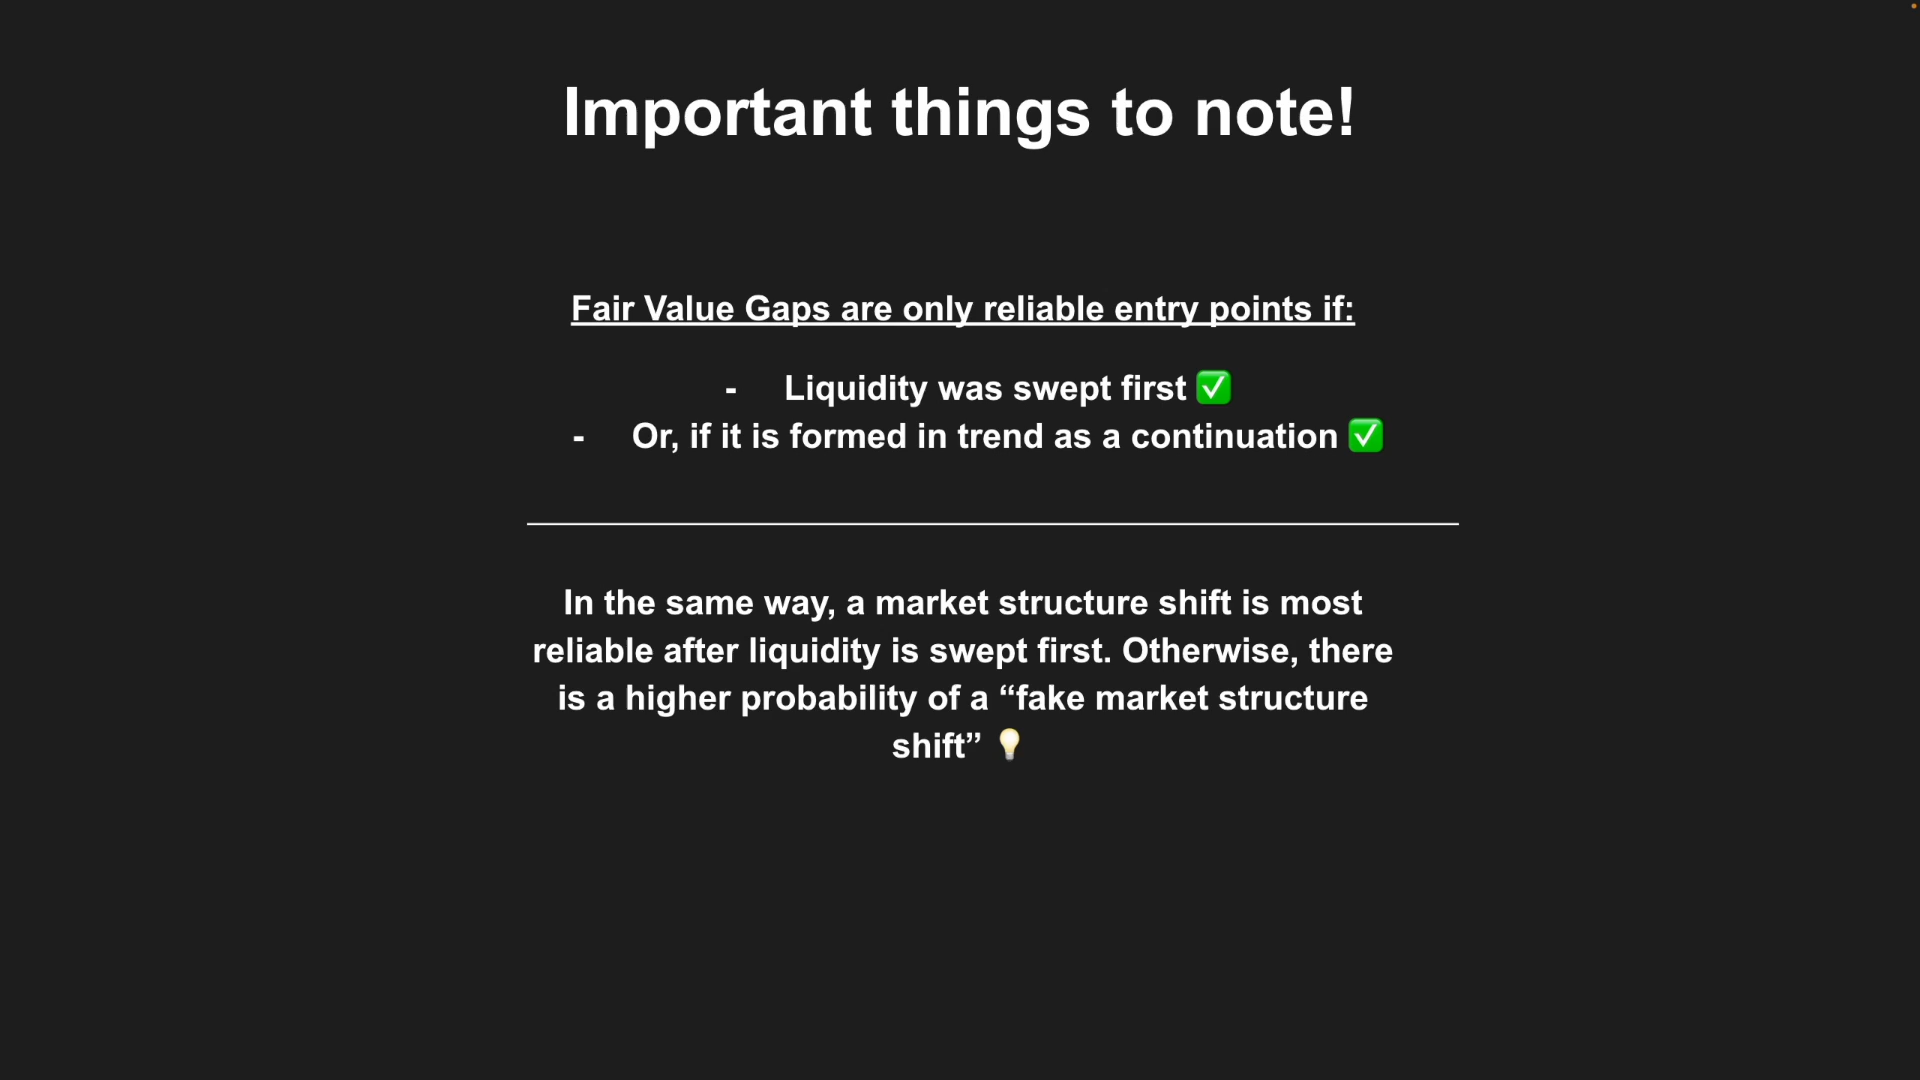 Important things to note!
Fair Value Gaps are only reliable entry points if:
- Liquidity was swept first ✅
- Or, if it is formed in trend as a continuation ✅
In the same way, a market structure shift is most
reliable after liquidity is swept first. Otherwise, there
is a higher probability of a “fake market structure
shift” 💡